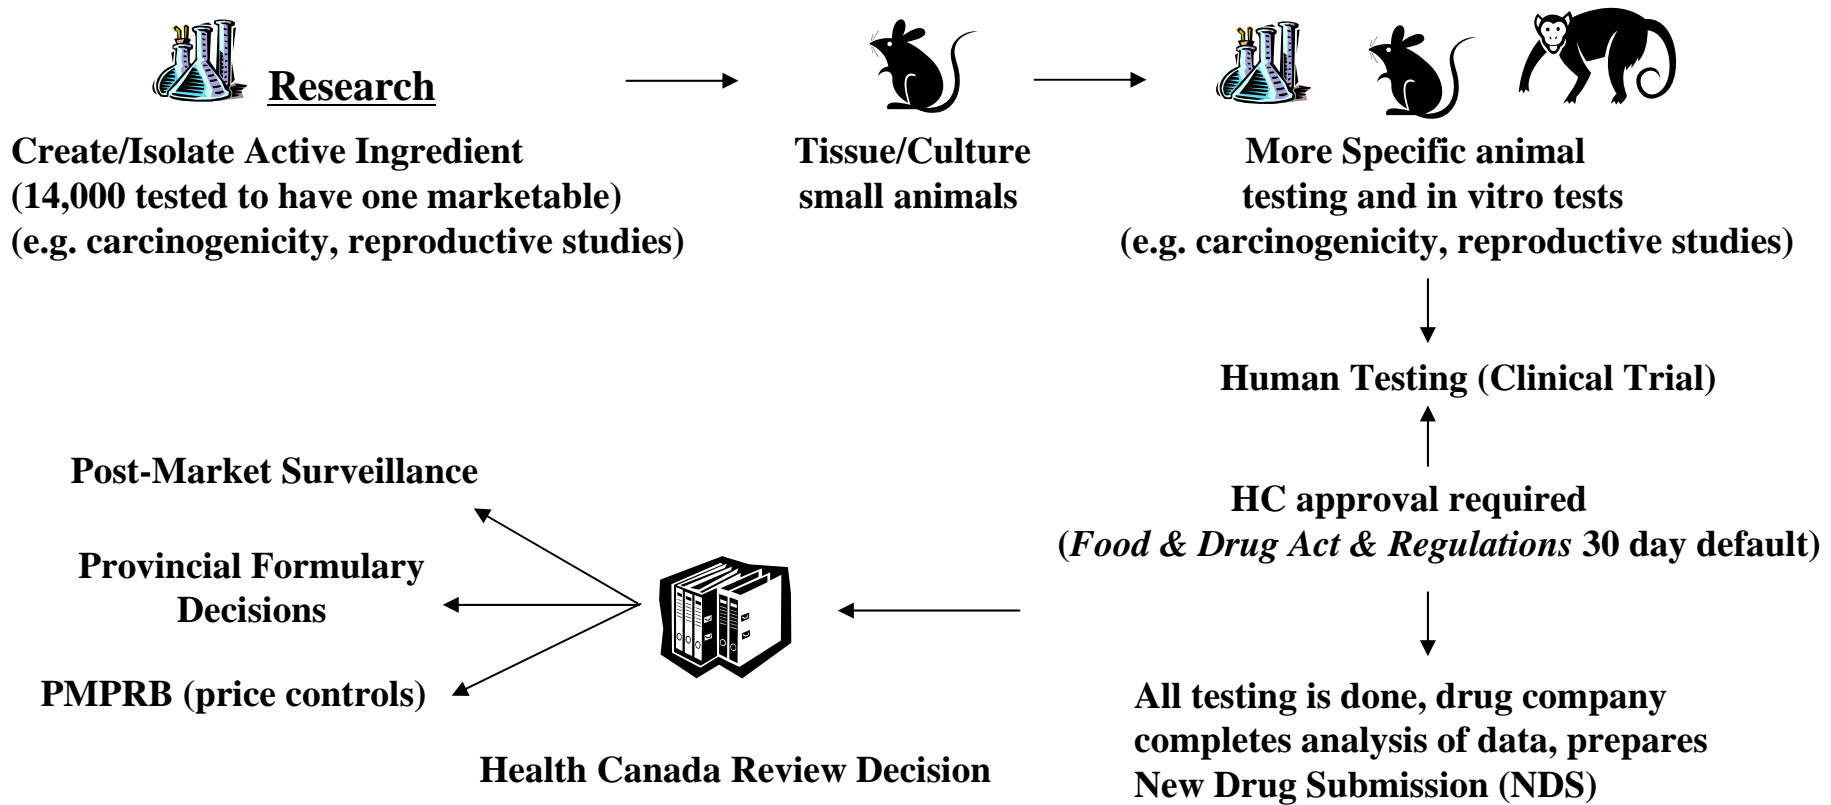 Research
Create/Isolate Active Ingredient
(14,000 tested to have one marketable)
(e.g. carcinogenicity, reproductive studies)
Tissue/Culture
small animals
More Specific animal
testing and in vitro tests
(e.g. carcinogenicity, reproductive studies)
Human Testing (Clinical Trial)
HC approval required
(Food & Drug Act & Regulations 30 day default)
All testing is done, drug company
completes analysis of data, prepares
New Drug Submission (NDS)
Health Canada Review Decision
Post-Market Surveillance
Provincial Formulary
Decisions
PMPRB (price controls)